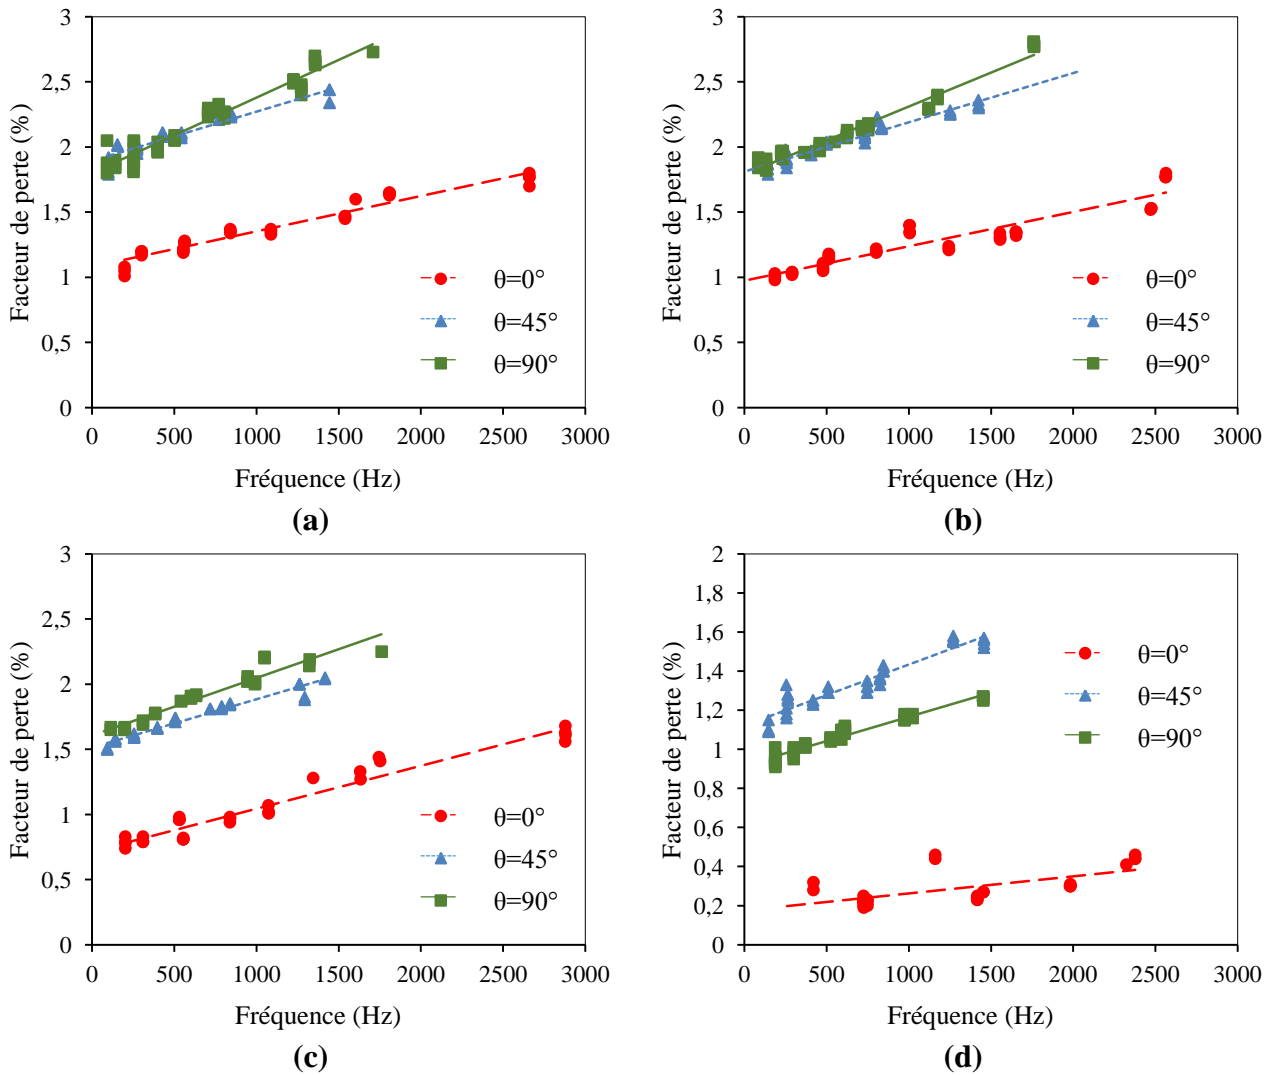 Facteur de perte (%)
3
2,5
2
1,5
1
0,5
0
0 500 1000 1500 2000 2500 3000
Fréquence (Hz)
θ=0°
θ=45°
θ=90°
(a)
Facteur de perte (%)
3
2,5
2
1,5
1
0,5
0
0 500 1000 1500 2000 2500 3000
Fréquence (Hz)
θ=0°
θ=45°
θ=90°
(b)
Facteur de perte (%)
3
2,5
2
1,5
1
0,5
0
0 500 1000 1500 2000 2500 3000
Fréquence (Hz)
θ=0°
θ=45°
θ=90°
(c)
Facteur de perte (%)
2
1,8
1,6
1,4
1,2
1
0,8
0,6
0,4
0,2
0
0 500 1000 1500 2000 2500 3000
Fréquence (Hz)
θ=0°
θ=45°
θ=90°
(d)